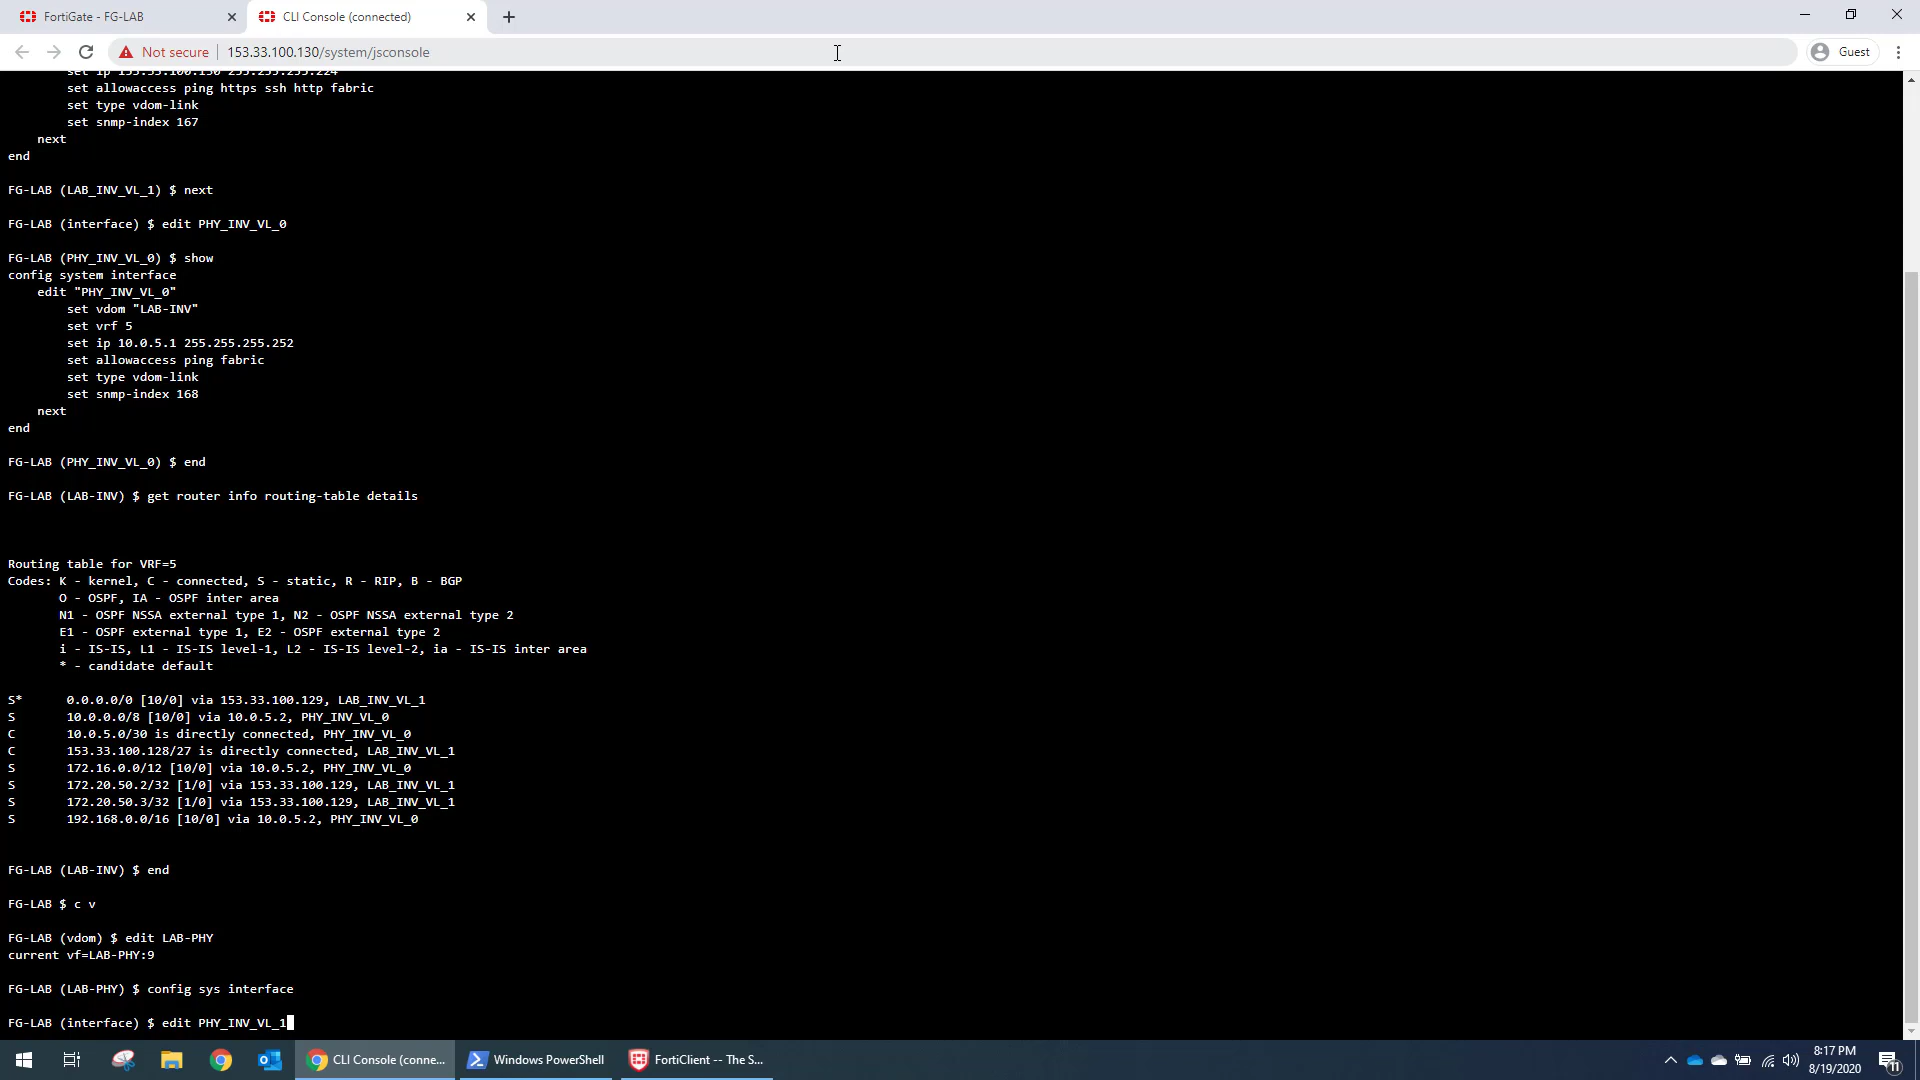 FortiGate - FG-LAB
CLI Console (connected)
Not secure
153.33.100.130/system/jsconsole
Guest
set ip 153.33.100.130 255.255.255.224
set allowaccess ping https ssh http fabric
set type vdom-link
set snmp-index 167
next
end
FG-LAB (LAB_INV_VL_1) $ next
FG-LAB (interface) $ edit PHY_INV_VL_0
FG-LAB (PHY_INV_VL_0) $ show
config system interface
edit "PHY_INV_VL_0"
set vdom "LAB-INV"
set vrf 5
set ip 10.0.5.1 255.255.255.252
set allowaccess ping fabric
set type vdom-link
set snmp-index 168
next
end
FG-LAB (PHY_INV_VL_0) $ end
FG-LAB (LAB-INV) $ get router info routing-table details
Routing table for VRF=5
Codes: K - kernel, C - connected, S - static, R - RIP, B - BGP
O - OSPF, IA - OSPF inter area
N1 - OSPF NSSA external type 1, N2 - OSPF NSSA external type 2
E1 - OSPF external type 1, E2 - OSPF external type 2
i - IS-IS, L1 - IS-IS level-1, L2 - IS-IS level-2, ia - IS-IS inter area
* - candidate default
S* 0.0.0.0/0 [10/0] via 153.33.100.129, LAB_INV_VL_1
S 10.0.0.0/8 [10/0] via 10.0.5.2, PHY_INV_VL_0
C 10.0.5.0/30 is directly connected, PHY_INV_VL_0
C 153.33.100.128/27 is directly connected, LAB_INV_VL_1
S 172.16.0.0/12 [10/0] via 10.0.5.2, PHY_INV_VL_0
S 172.20.50.2/32 [1/0] via 153.33.100.129, LAB_INV_VL_1
S 172.20.50.3/32 [1/0] via 153.33.100.129, LAB_INV_VL_1
S 192.168.0.0/16 [10/0] via 10.0.5.2, PHY_INV_VL_0
FG-LAB (LAB-INV) $ end
FG-LAB $ c v
FG-LAB (vdom) $ edit LAB-PHY
current vf=LAB-PHY:9
FG-LAB (LAB-PHY) $ config sys interface
FG-LAB (interface) $ edit PHY_INV_VL_1
CLI Console (conne...
Windows PowerShell
FortiClient -- The S...
8:17 PM
8/19/2020
11